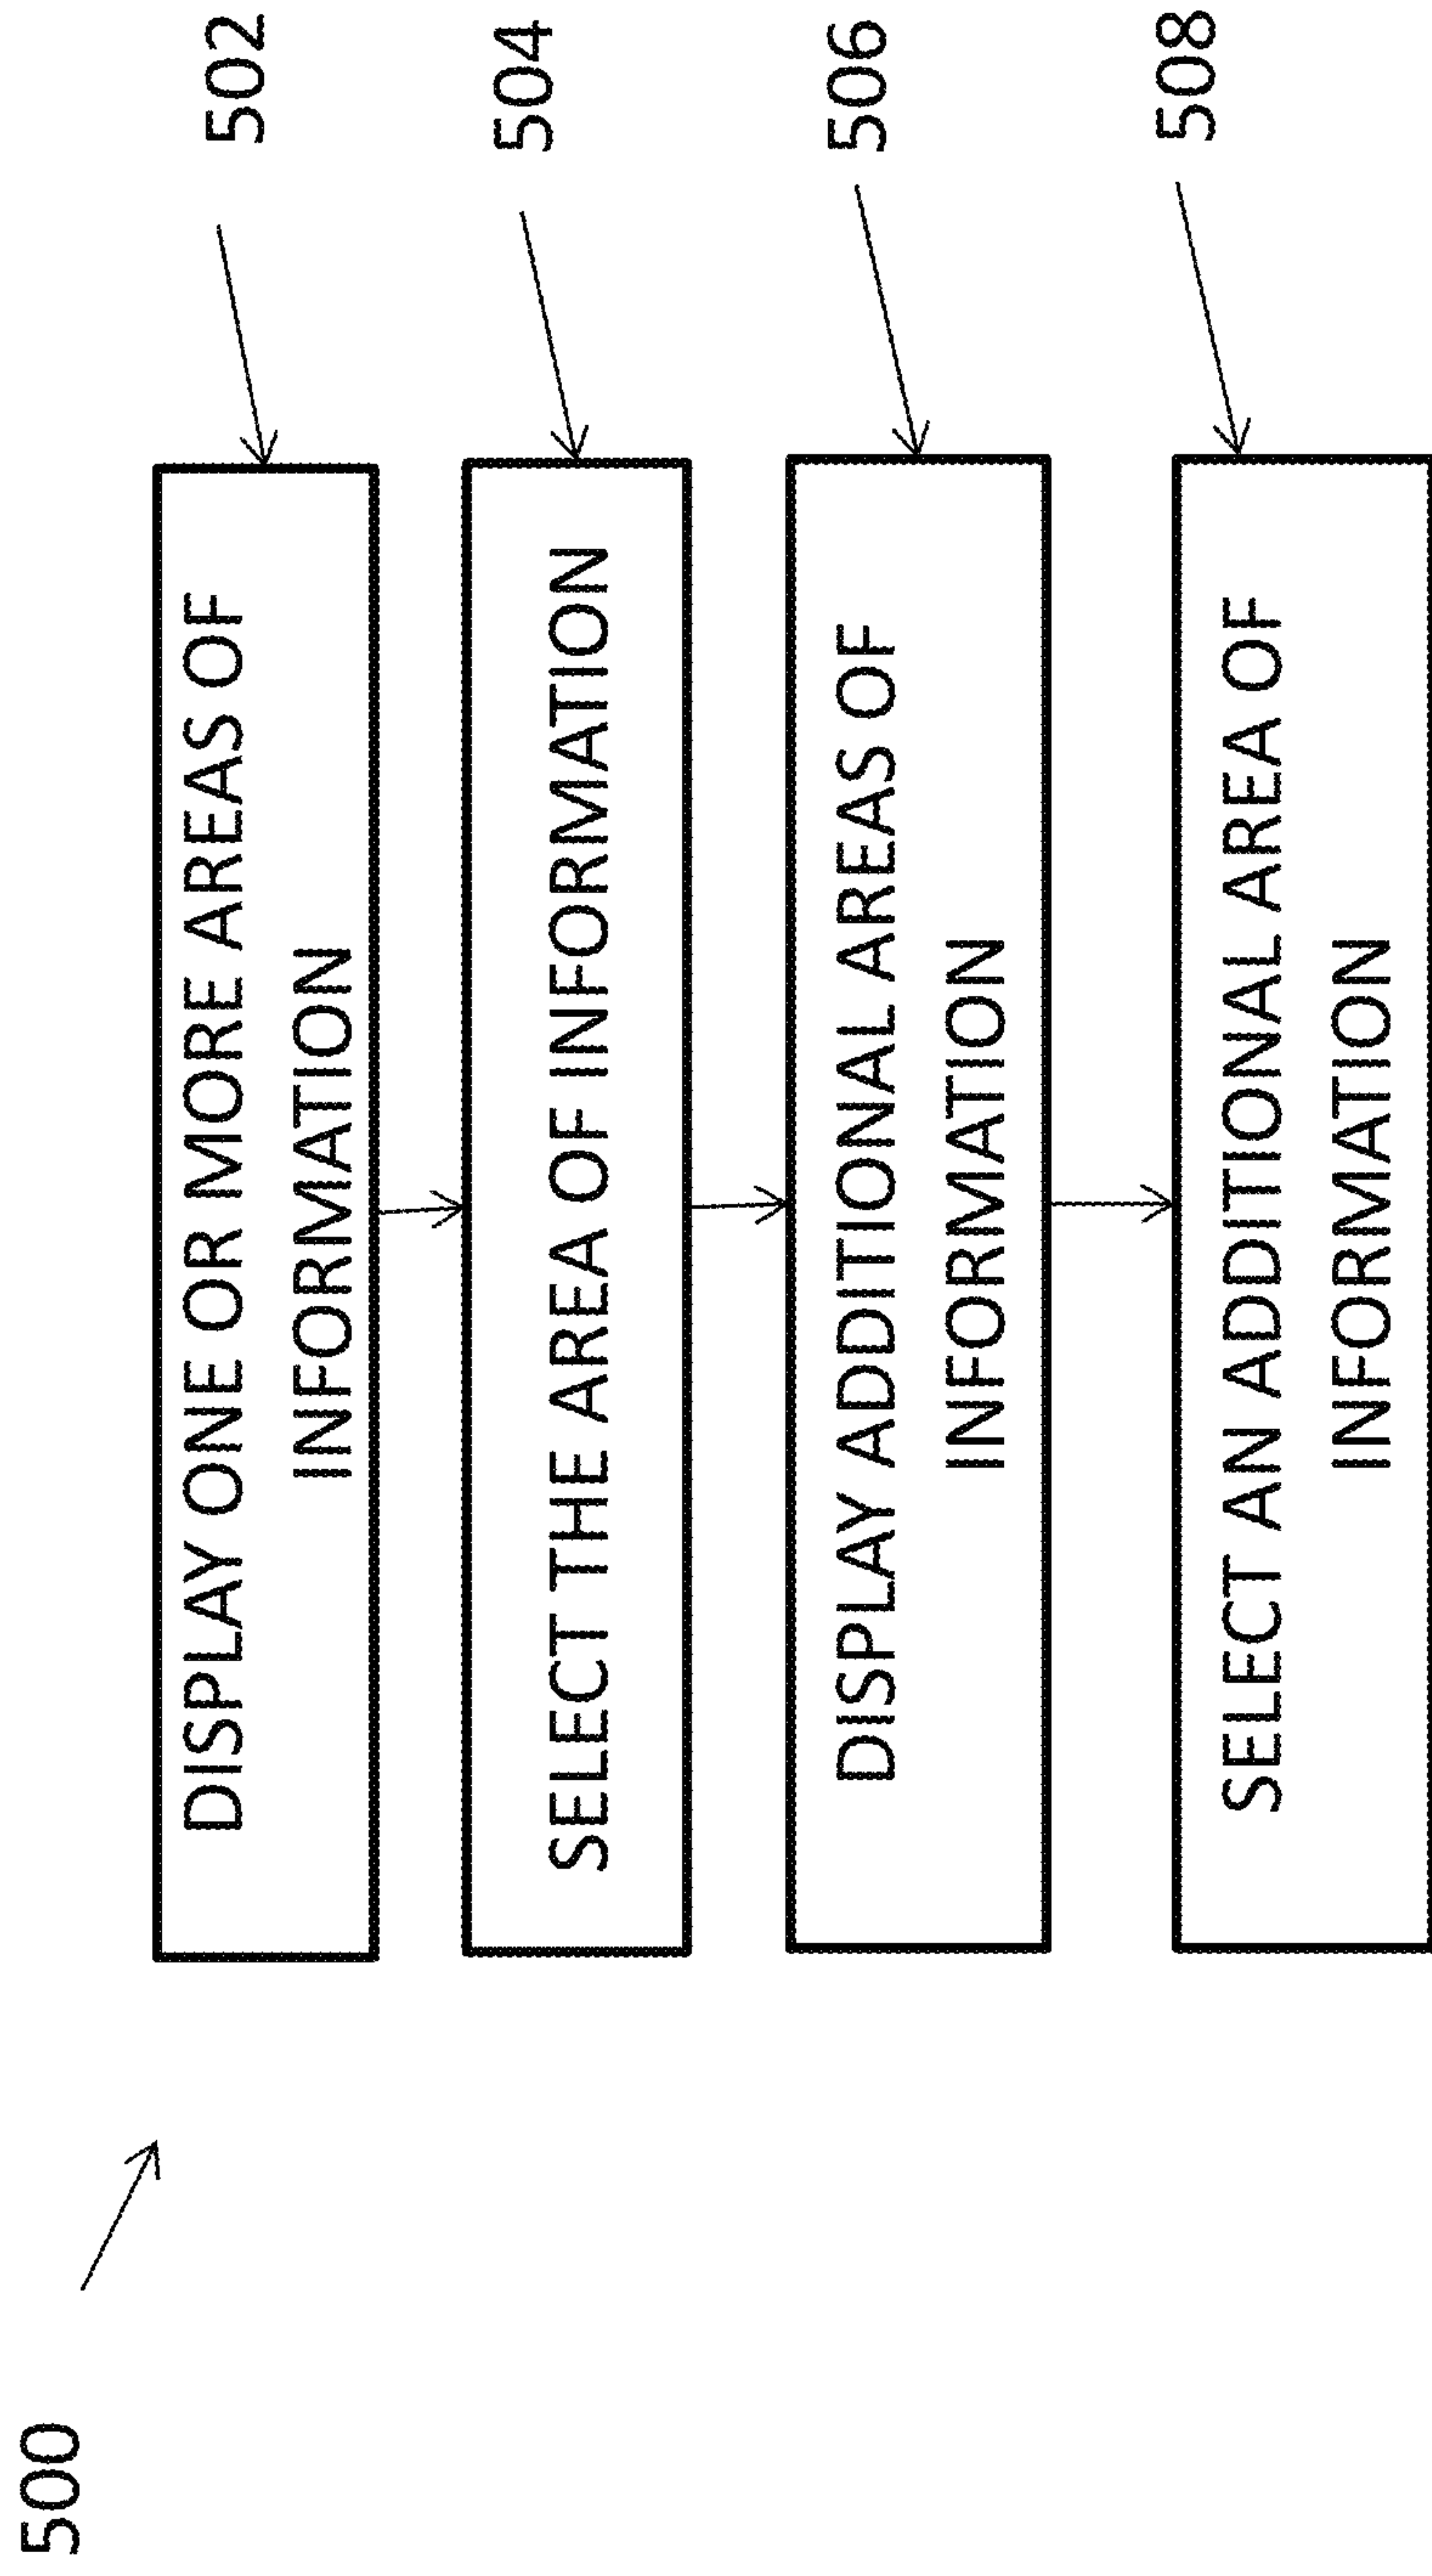 500
DISPLAY ONE OR MORE AREAS OF
INFORMATION
502
SELECT THE AREA OF INFORMATION
504
DISPLAY ADDITIONAL AREAS OF
INFORMATION
506
SELECT AN ADDITIONAL AREA OF
INFORMATION
508